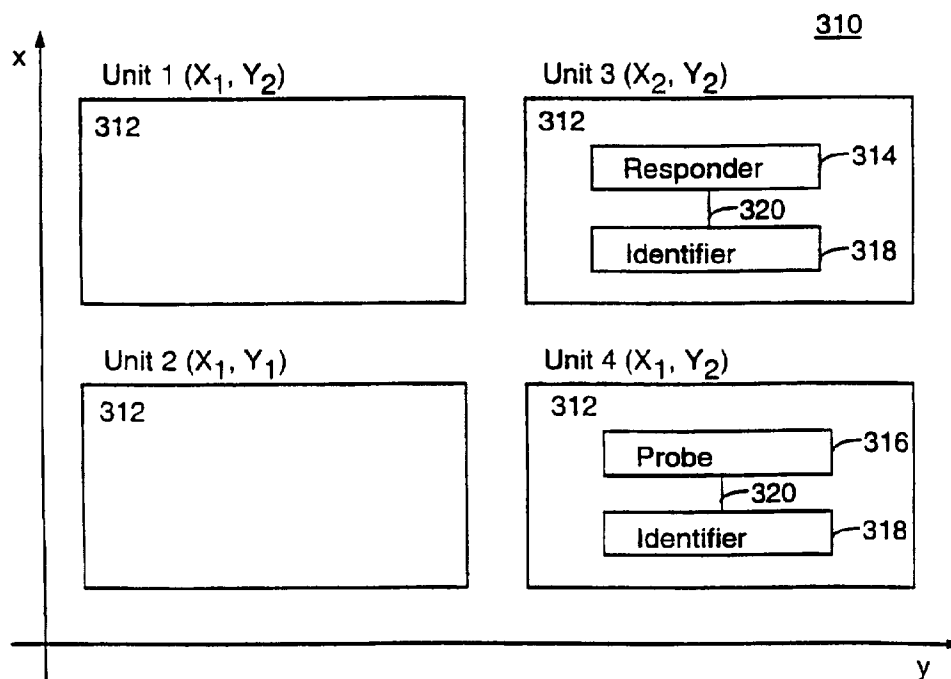 310
x
Unit 1 (X₁, Y₂)
312
Unit 3 (X₂, Y₂)
312
Responder
314
320
Identifier
318
Unit 2 (X₁, Y₁)
312
Unit 4 (X₁, Y₂)
312
Probe
316
320
Identifier
318
y